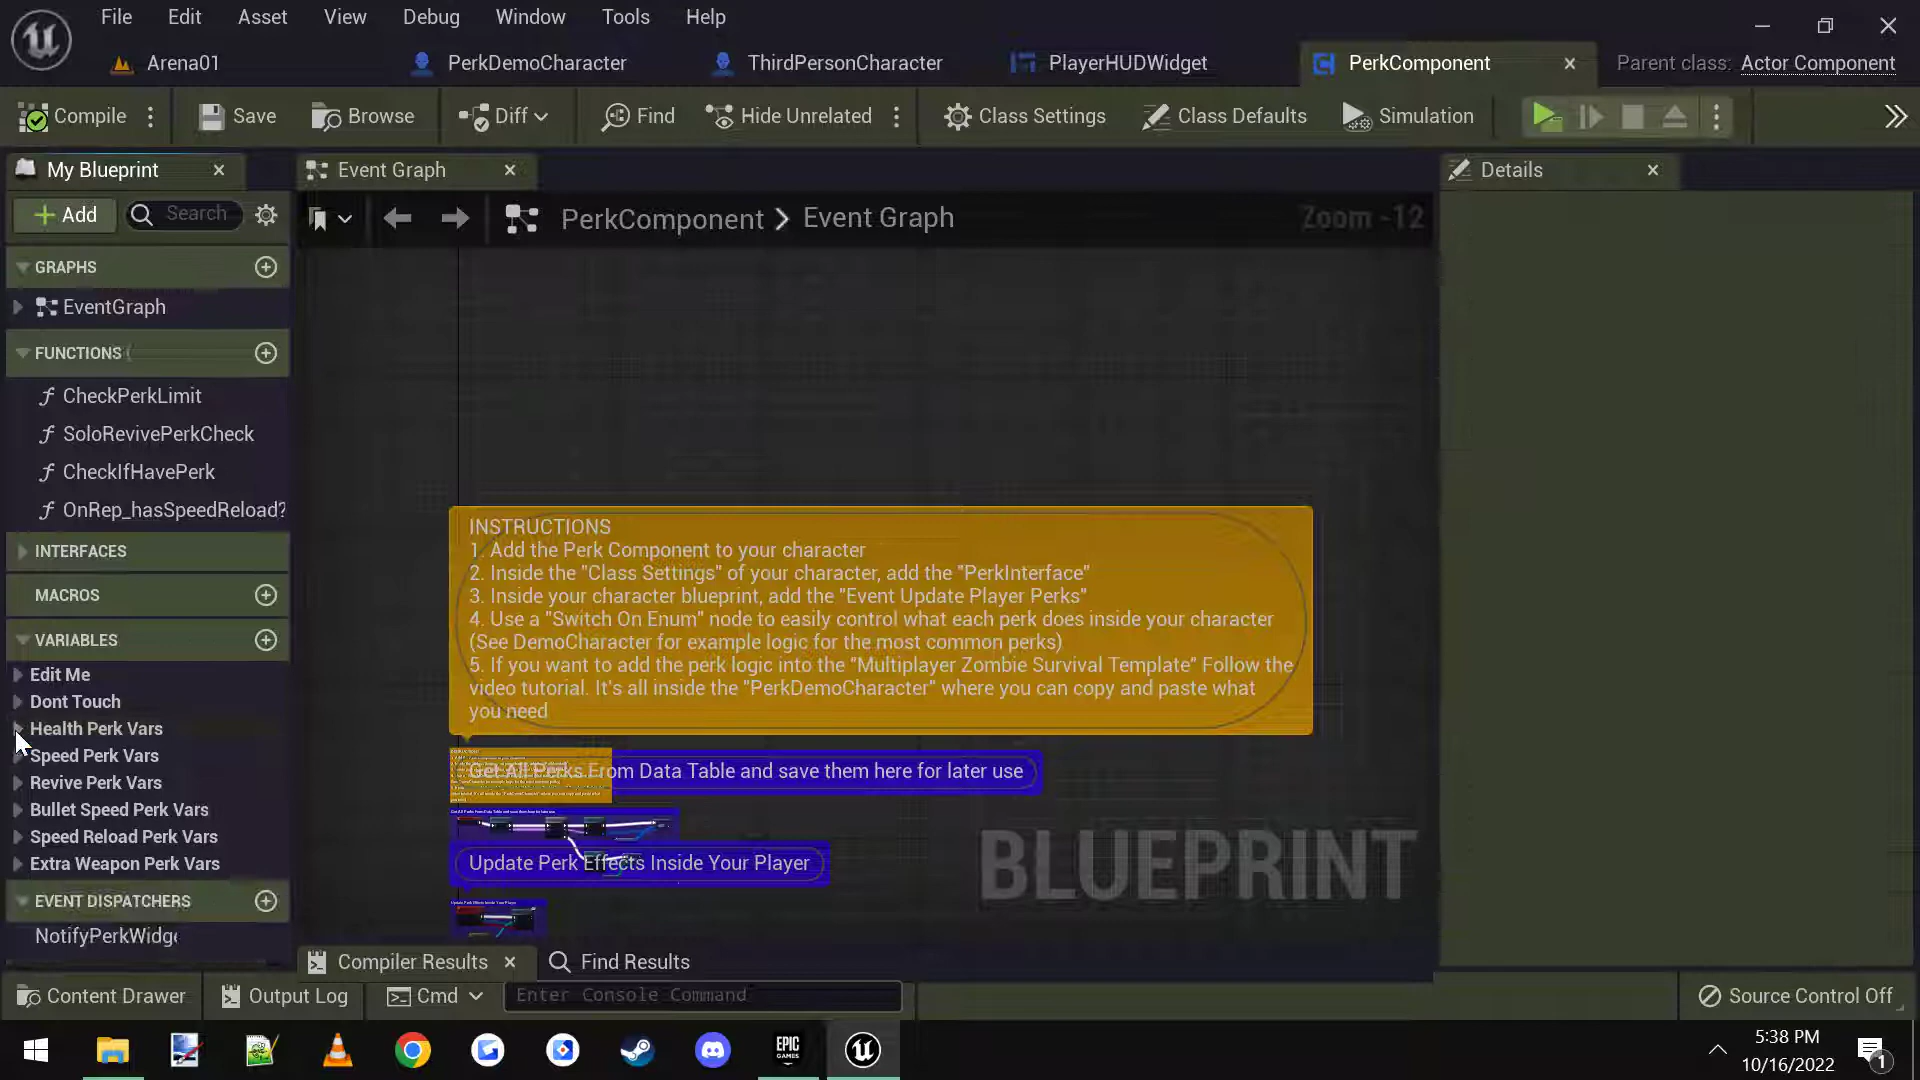 File Edit Asset View Debug Window Tools Help
Arena01 PerkDemoCharacter ThirdPersonCharacter PlayerHUDWidget PerkComponent Parent class: Actor Component
Compile Save Browse Diff Find Hide Unrelated Class Settings Class Defaults Simulation
My Blueprint Event Graph Details
Add Search PerkComponent Event Graph Zoom -12
GRAPHS
EventGraph
FUNCTIONS (
CheckPerkLimit
SoloRevivePerkCheck
CheckIfHavePerk
OnRep_hasSpeedReload?
INTERFACES
MACROS
VARIABLES
Edit Me
Dont Touch
Health Perk Vars
Speed Perk Vars
Revive Perk Vars
Bullet Speed Perk Vars
Speed Reload Perk Vars
Extra Weapon Perk Vars
EVENT DISPATCHERS
NotifyPerkWidge
INSTRUCTIONS
1. Add the Perk Component to your character
2. Inside the "Class Settings" of your character, add the "PerkInterface"
3. Inside your character blueprint, add the "Event Update Player Perks"
4. Use a "Switch On Enum" node to easily control what each perk does inside your character
(See DemoCharacter for example logic for the most common perks)
5. If you want to add the perk logic into the "Multiplayer Zombie Survival Template" Follow the
video tutorial. It's all inside the "PerkDemoCharacter" where you can copy and paste what
you need
Get All Perks From Data Table and save them here for later use
Update Perk Effects Inside Your Player
Update Perk Effects Inside Your Player
BLUEPRINT
Compiler Results Find Results
Content Drawer Output Log Cmd Enter Console Command Source Control Off
EPIC
GAMES
5:38 PM
10/16/2022
1